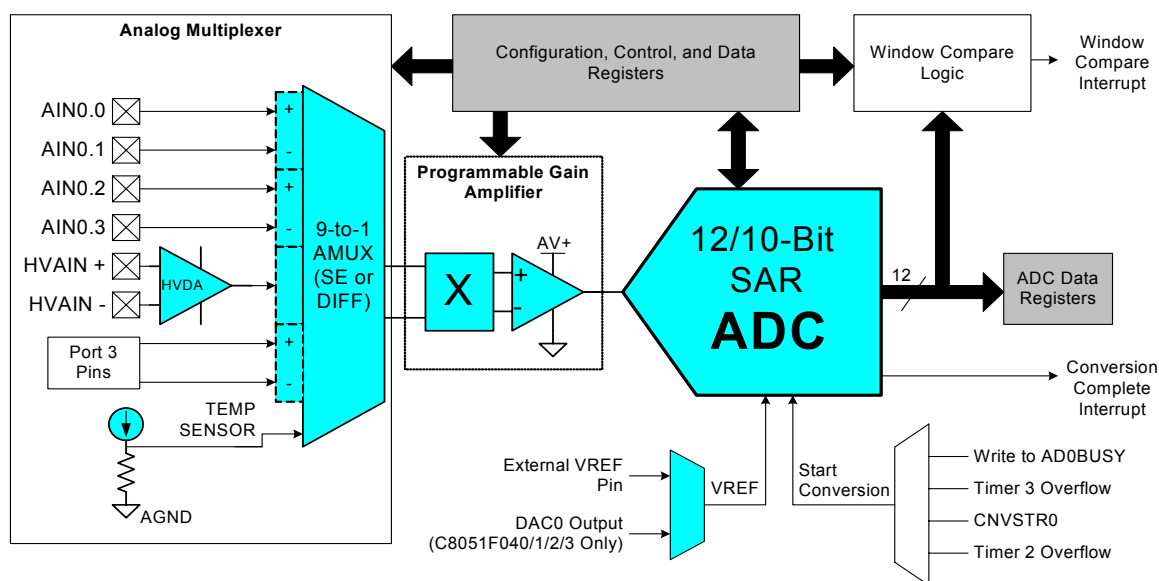 Analog Multiplexer
AIN0.0
AIN0.1
AIN0.2
AIN0.3
HVAIN +
HVAIN -
HVDA
Port 3
Pins
+
-
+
-
+
-
9-to-1
AMUX
(SE or
DIFF)
TEMP
SENSOR
AGND
Configuration, Control, and Data
Registers
Programmable Gain
Amplifier
X
+
-
AV+
12/10-Bit
SAR
ADC
Window Compare
Logic
Window
Compare
Interrupt
12
ADC Data
Registers
Conversion
Complete
Interrupt
External VREF
Pin
DAC0 Output
(C8051F040/1/2/3 Only)
VREF
Start
Conversion
Write to AD0BUSY
Timer 3 Overflow
CNVSTR0
Timer 2 Overflow